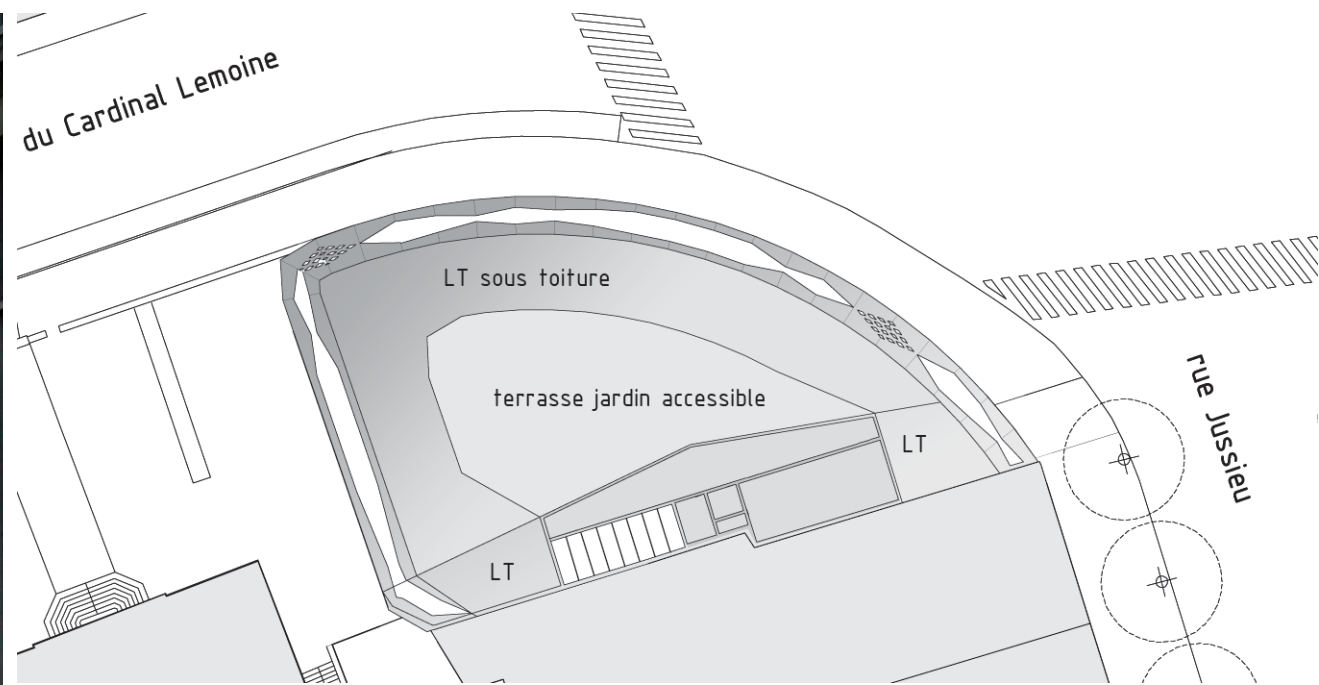 du Cardinal Lemoine
LT sous toiture
terrasse jardin accessible
LT
rue Jussieu
LT